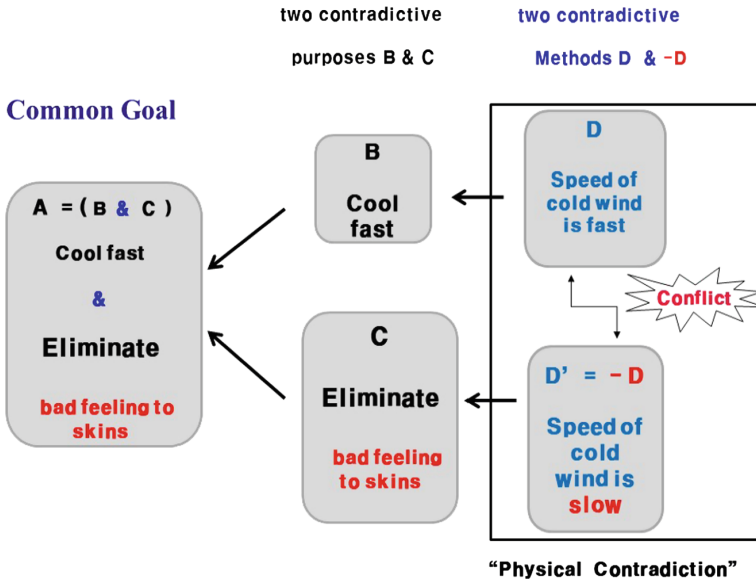 two contradictive
purposes B & C
two contradictive
Methods D & -D
Common Goal
A = ( B & C )
Cool fast
&
Eliminate
bad feeling to
skins
B
Cool
fast
C
Eliminate
bad feeling
to skins
D
Speed of
cold wind
is fast
Conflict
D' = - D
Speed of
cold
wind is
slow
“Physical Contradiction”